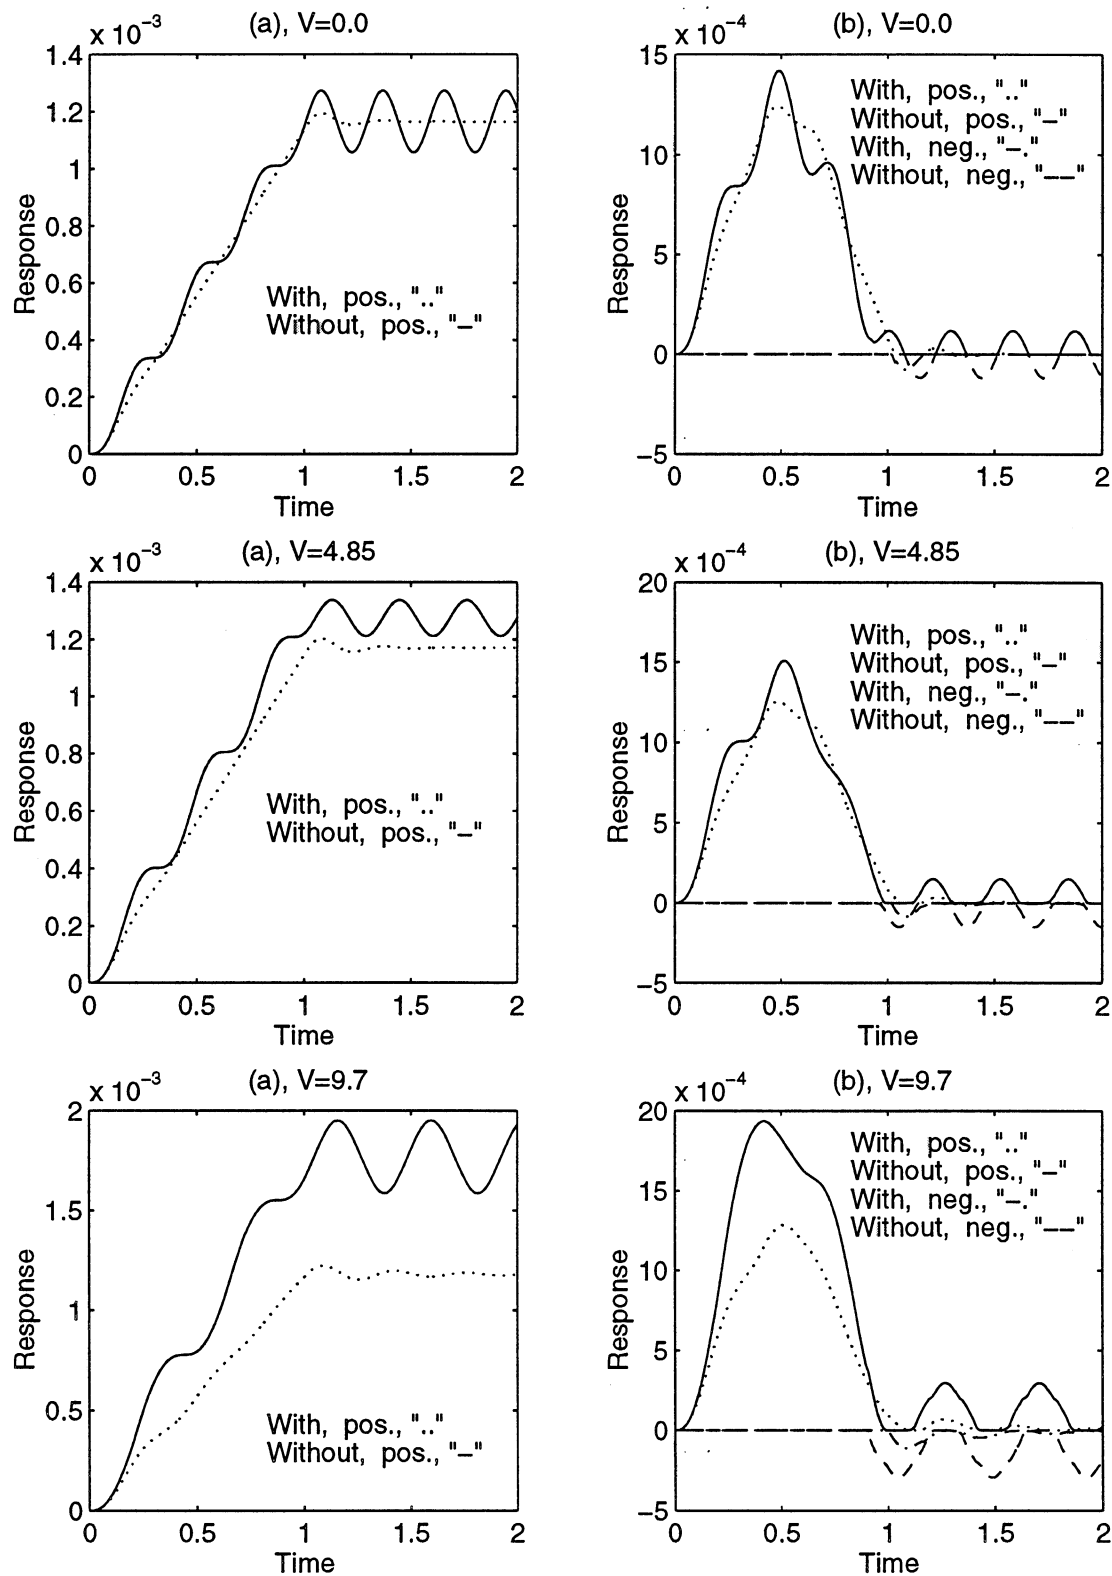 x 10⁻³
(a), V=0.0
1.4
1.2
1
0.8
0.6
0.4
0.2
0
Response
With, pos., ".."
Without, pos., "–"
0 0.5 1 1.5 2
Time
x 10⁻⁴
(b), V=0.0
15
10
5
0
−5
Response
With, pos., ".."
Without, pos., "–"
With, neg., "–."
Without, neg., "––"
0 0.5 1 1.5 2
Time
x 10⁻³
(a), V=4.85
1.4
1.2
1
0.8
0.6
0.4
0.2
0
Response
With, pos., ".."
Without, pos., "–"
0 0.5 1 1.5 2
Time
x 10⁻⁴
(b), V=4.85
20
15
10
5
0
−5
Response
With, pos., ".."
Without, pos., "–"
With, neg., "–."
Without, neg., "––"
0 0.5 1 1.5 2
Time
x 10⁻³
(a), V=9.7
2
1.5
1
0.5
0
Response
With, pos., ".."
Without, pos., "–"
0 0.5 1 1.5 2
Time
x 10⁻⁴
(b), V=9.7
20
15
10
5
0
−5
Response
With, pos., ".."
Without, pos., "–"
With, neg., "–."
Without, neg., "––"
0 0.5 1 1.5 2
Time